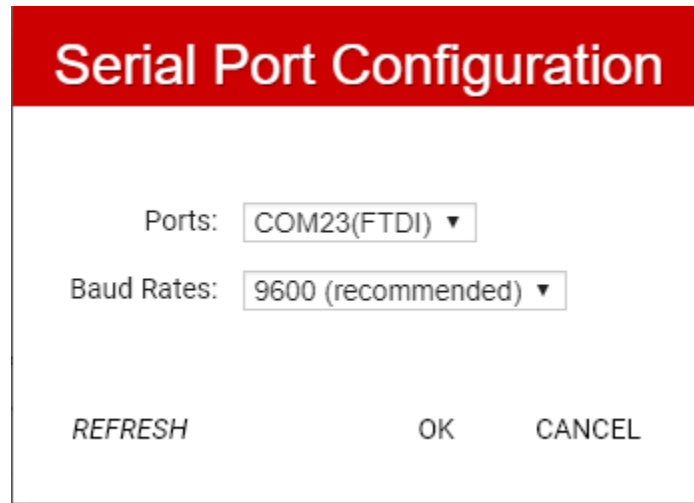 Serial Port Configuration
Ports: COM23(FTDI) ▼
Baud Rates: 9600 (recommended) ▼
REFRESH OK CANCEL